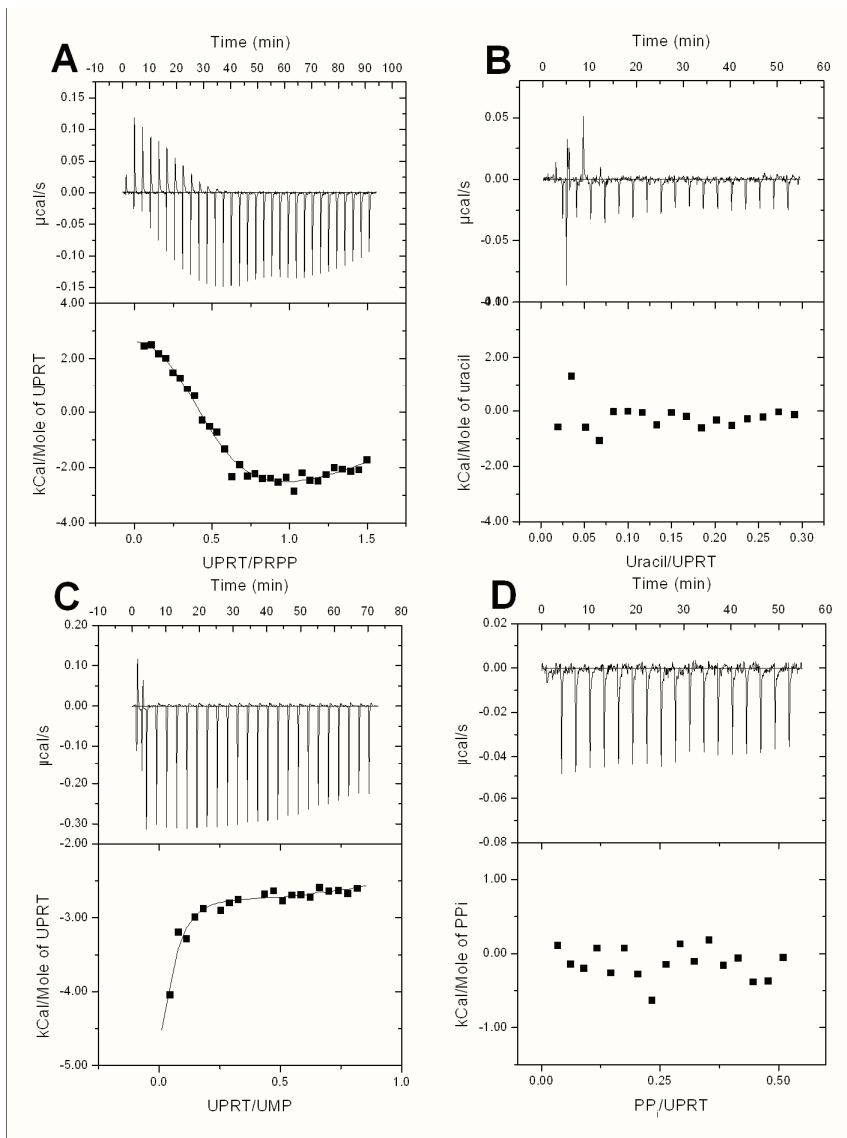 A
Time (min)
-10 0 10 20 30 40 50 60 70 80 90 100
0.15
0.10
0.05
0.00
-0.05
-0.10
-0.15
µcal/s
4.00
2.00
0.00
-2.00
-4.00
kCal/Mole of UPRT
0.0 0.5 1.0 1.5
UPRT/PRPP
B
Time (min)
0 10 20 30 40 50 60
0.05
0.00
-0.05
µcal/s
2.00
0.00
-2.00
-4.00
kCal/Mole of uracil
0.00 0.05 0.10 0.15 0.20 0.25 0.30
Uracil/UPRT
C
Time (min)
-10 0 10 20 30 40 50 60 70 80
0.20
0.10
0.00
-0.10
-0.20
-0.30
µcal/s
-2.00
-3.00
-4.00
-5.00
kCal/Mole of UPRT
0.0 0.5 1.0
UPRT/UMP
D
Time (min)
0 10 20 30 40 50 60
0.02
0.00
-0.02
-0.04
-0.06
-0.08
µcal/s
1.00
0.00
-1.00
kCal/Mole of PPi
0.00 0.25 0.50
PPi/UPRT